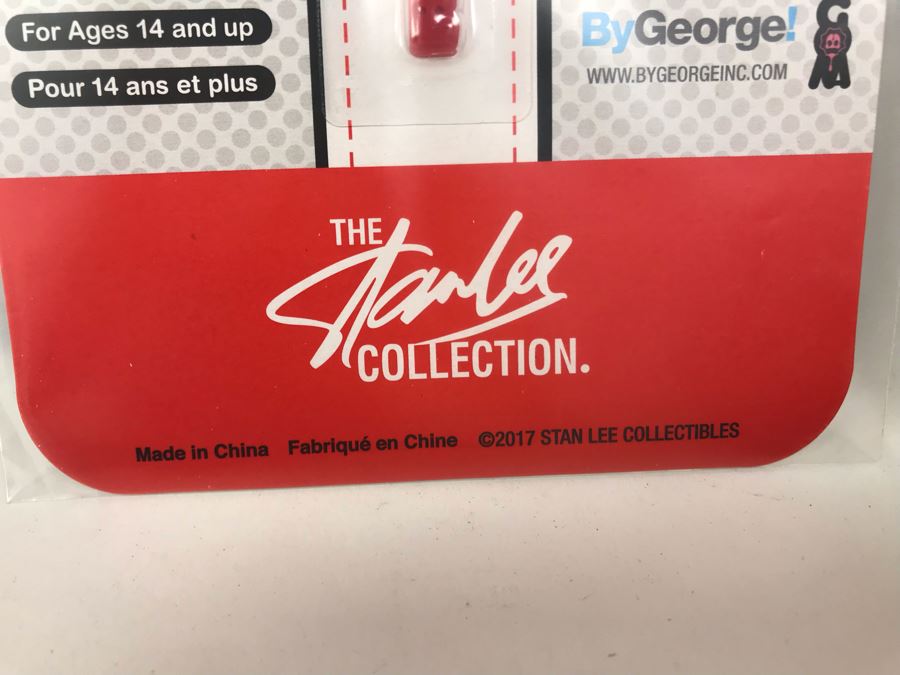 For Ages 14 and up
Pour 14 ans et plus
ByGeorge!
WWW.BYGEORGEINC.COM
THE
Stan Lee
COLLECTION.
Made in China Fabriqué en Chine ©2017 STAN LEE COLLECTIBLES